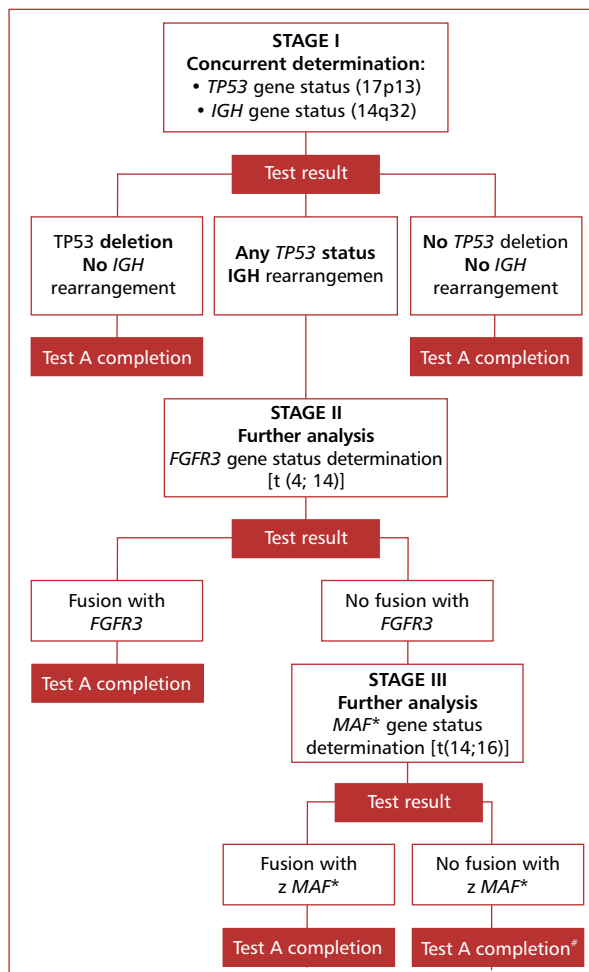 STAGE I
Concurrent determination:
• TP53 gene status (17p13)
• IGH gene status (14q32)
Test result
TP53 deletion
No IGH
rearrangement
Any TP53 status
IGH rearrangemen
No TP53 deletion
No IGH
rearrangement
Test A completion
Test A completion
STAGE II
Further analysis
FGFR3 gene status determination
[t (4; 14)]
Test result
Fusion with
FGFR3
No fusion with
FGFR3
Test A completion
STAGE III
Further analysis
MAF* gene status
determination [t(14;16)]
Test result
Fusion with
z MAF*
No fusion with
z MAF*
Test A completion
Test A completion#